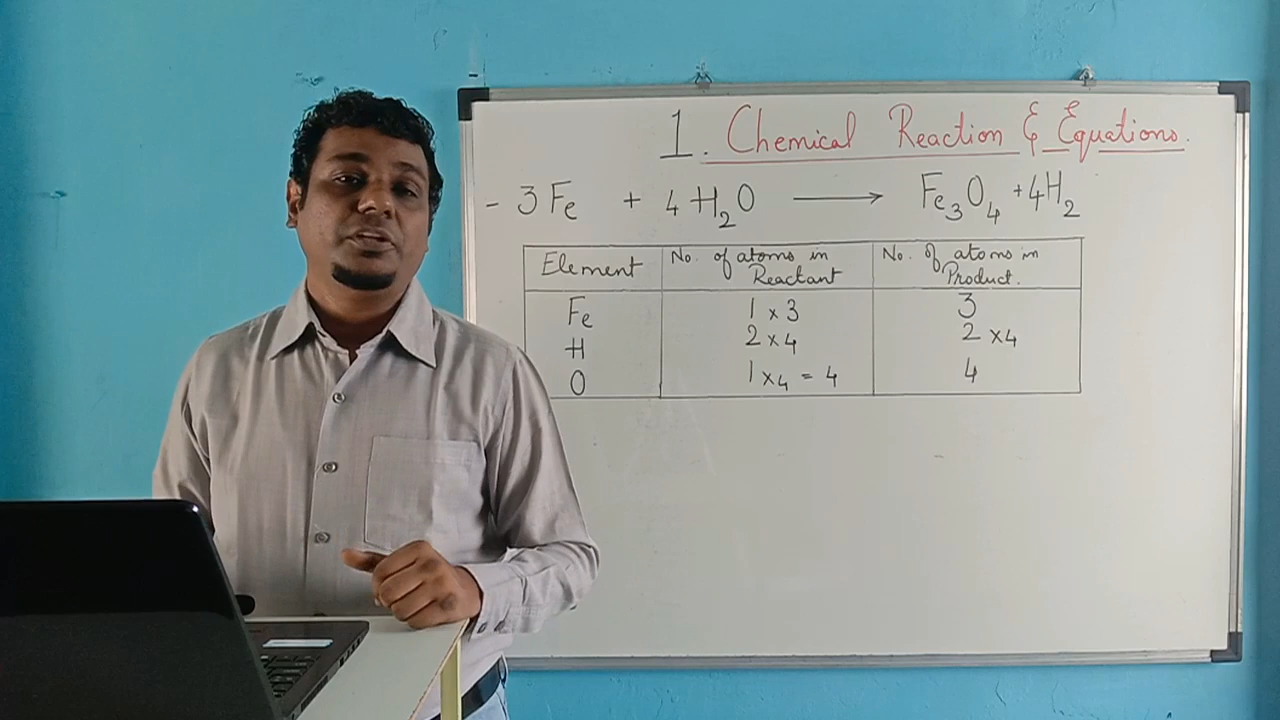 1. Chemical Reaction & Equations.
- 3Fe + 4H₂O ⟶ Fe₃O₄ + 4H₂
Element No. of atoms in Reactant No. of atoms in Product.
Fe 1 x 3 3
H 2 x 4 2 x 4
O 1 x 4 = 4 4